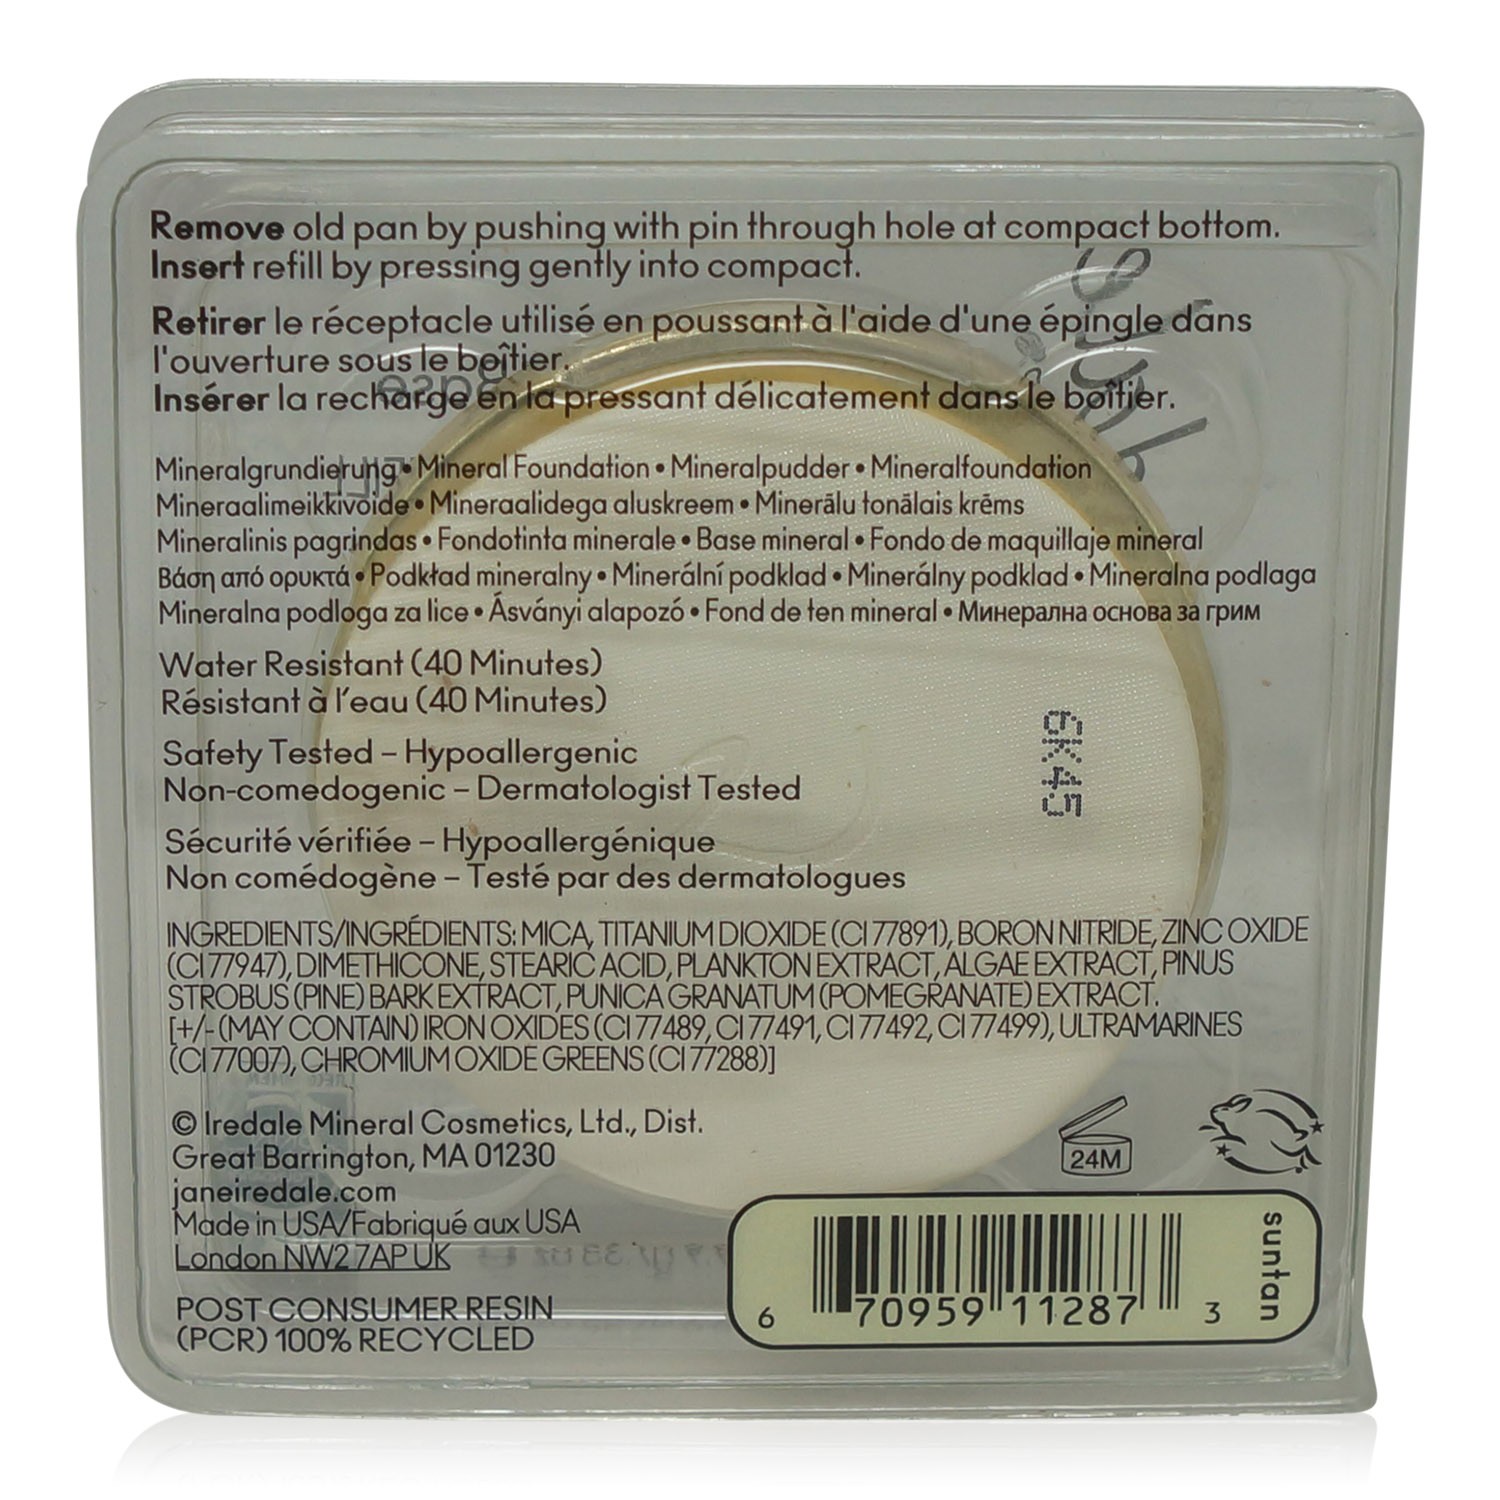 Remove old pan by pushing with pin through hole at compact bottom.
Insert refill by pressing gently into compact.
Retirer le réceptacle utilisé en poussant à l'aide d'une épingle dans
l'ouverture sous le boîtier.
Insérer la recharge en la pressant délicatement dans le boîtier.
Mineralgrundierung • Mineral Foundation • Mineralpudder • Mineralfoundation
Mineraalimeikkivoide • Mineraalidega aluskreem • Minerālu tonālais krēms
Mineralinis pagrindas • Fondotinta minerale • Base mineral • Fondo de maquillaje mineral
Βάση από ορυκτά • Podkład mineralny • Minerální podklad • Minerálny podklad • Mineralna podlaga
Mineralna podloga za lice • Ásványi alapozó • Fond de ten mineral • Минерална основа за грим
Water Resistant (40 Minutes)
Résistant à l'eau (40 Minutes)
Safety Tested – Hypoallergenic
Non-comedogenic – Dermatologist Tested
6K45
Sécurité vérifiée – Hypoallergénique
Non comédogène – Testé par des dermatologues
INGREDIENTS/INGRÉDIENTS: MICA, TITANIUM DIOXIDE (CI 77891), BORON NITRIDE, ZINC OXIDE
(CI 77947), DIMETHICONE, STEARIC ACID, PLANKTON EXTRACT, ALGAE EXTRACT, PINUS
STROBUS (PINE) BARK EXTRACT, PUNICA GRANATUM (POMEGRANATE) EXTRACT.
[+/- (MAY CONTAIN) IRON OXIDES (CI 77489, CI 77491, CI 77492, CI 77499), ULTRAMARINES
(CI 77007), CHROMIUM OXIDE GREENS (CI 77288)]
© Iredale Mineral Cosmetics, Ltd., Dist.
Great Barrington, MA 01230
janeiredale.com
Made in USA/Fabriqué aux USA
London NW2 7AP UK
POST CONSUMER RESIN
(PCR) 100% RECYCLED
24M
suntan
6 70959 11287 3